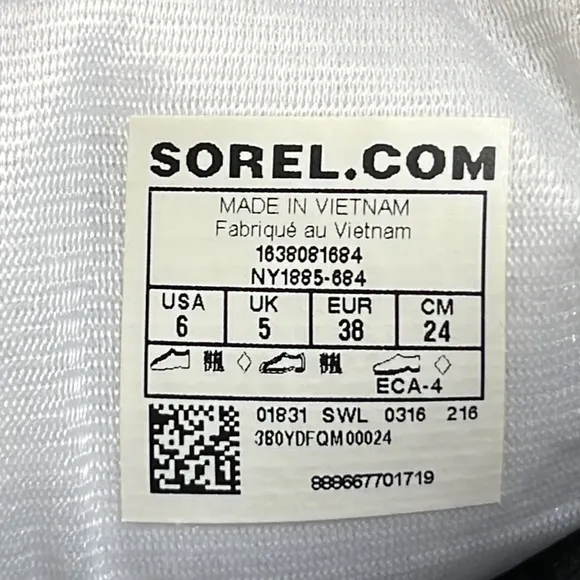 SOREL.COM
MADE IN VIETNAM
Fabriqué au Vietnam
1638081684
NY1885-684
USA UK EUR CM
6 5 38 24
ECA-4
01831 SWL 0316 216
3B0YDFQM00024
888667701719